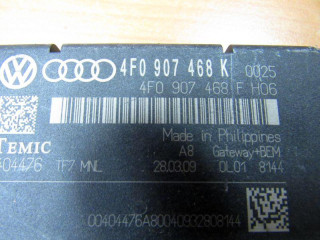 4F0 907 468 K 0025
4F0 907 468 F H06
Made in Philippines
TEMIC A8 Gateway+BEM
404476 TF7 MNL 28.03.09 0L01 8144
00404476A80040932808144